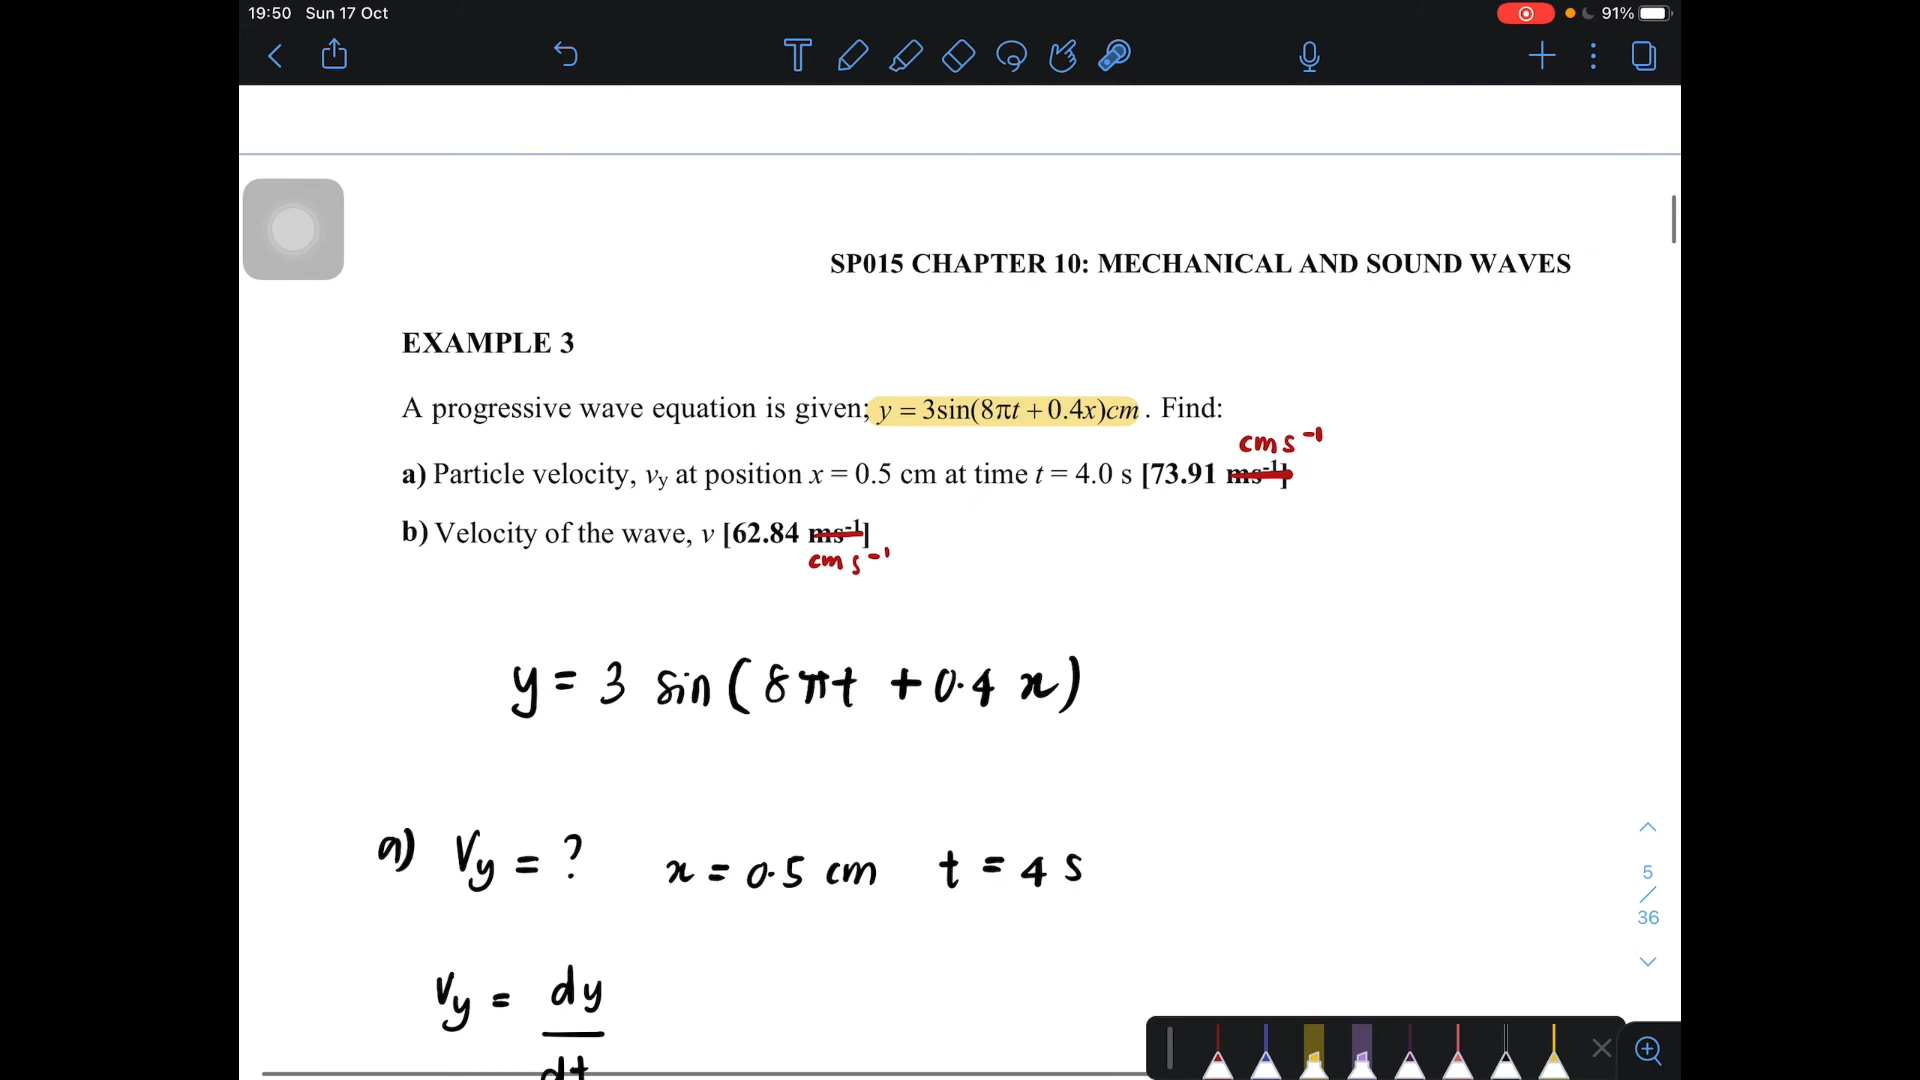 19:50 Sun 17 Oct
91%
SP015 CHAPTER 10: MECHANICAL AND SOUND WAVES
EXAMPLE 3
A progressive wave equation is given; y = 3sin(8πt + 0.4x)cm . Find:
cm s⁻¹
a) Particle velocity, vy at position x = 0.5 cm at time t = 4.0 s [73.91 ms⁻¹]
b) Velocity of the wave, v [62.84 ms⁻¹]
cm s⁻¹
y = 3 sin (8πt + 0.4 x)
a) Vy = ? x = 0.5 cm t = 4 s
Vy = dy
dt
5
/
36